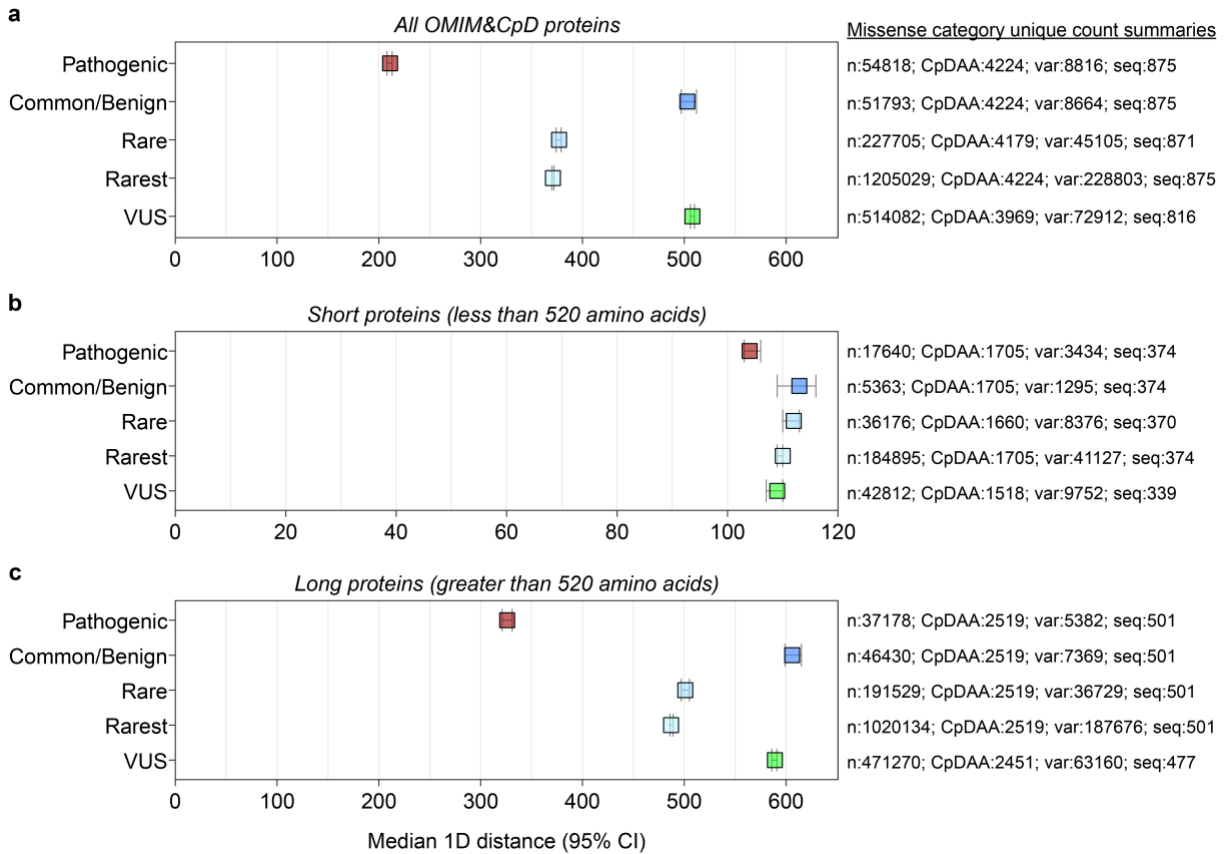 a
All OMIM&CpD proteins
Missense category unique count summaries
Pathogenic
n:54818; CpDAA:4224; var:8816; seq:875
Common/Benign
n:51793; CpDAA:4224; var:8664; seq:875
Rare
n:227705; CpDAA:4179; var:45105; seq:871
Rarest
n:1205029; CpDAA:4224; var:228803; seq:875
VUS
n:514082; CpDAA:3969; var:72912; seq:816
0 100 200 300 400 500 600
b
Short proteins (less than 520 amino acids)
Pathogenic
n:17640; CpDAA:1705; var:3434; seq:374
Common/Benign
n:5363; CpDAA:1705; var:1295; seq:374
Rare
n:36176; CpDAA:1660; var:8376; seq:370
Rarest
n:184895; CpDAA:1705; var:41127; seq:374
VUS
n:42812; CpDAA:1518; var:9752; seq:339
0 20 40 60 80 100 120
c
Long proteins (greater than 520 amino acids)
Pathogenic
n:37178; CpDAA:2519; var:5382; seq:501
Common/Benign
n:46430; CpDAA:2519; var:7369; seq:501
Rare
n:191529; CpDAA:2519; var:36729; seq:501
Rarest
n:1020134; CpDAA:2519; var:187676; seq:501
VUS
n:471270; CpDAA:2451; var:63160; seq:477
0 100 200 300 400 500 600
Median 1D distance (95% CI)